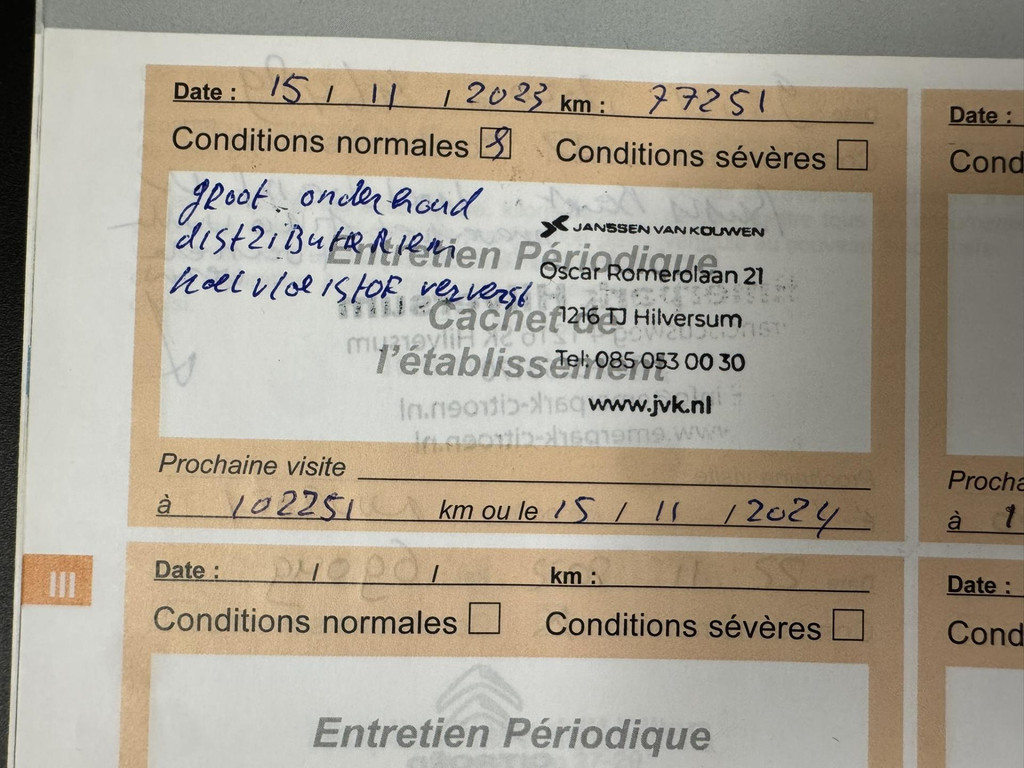 Date : 15 / 11 / 2023 km : 77251
Conditions normales Conditions sévères
groot onderhoud
distributieriem
koelvloeistof ververst
JANSSEN VAN KOUWEN
Oscar Romerolaan 21
1216 TJ Hilversum
Tel: 085 053 00 30
www.jvk.nl
Entretien Périodique
Cachet de
l'établissement
Prochaine visite
à 102251 km ou le 15 / 11 / 2024
III
Date : / / km :
Conditions normales Conditions sévères
Entretien Périodique
Date :
Cond
Procha
à 1
Date :
Cond